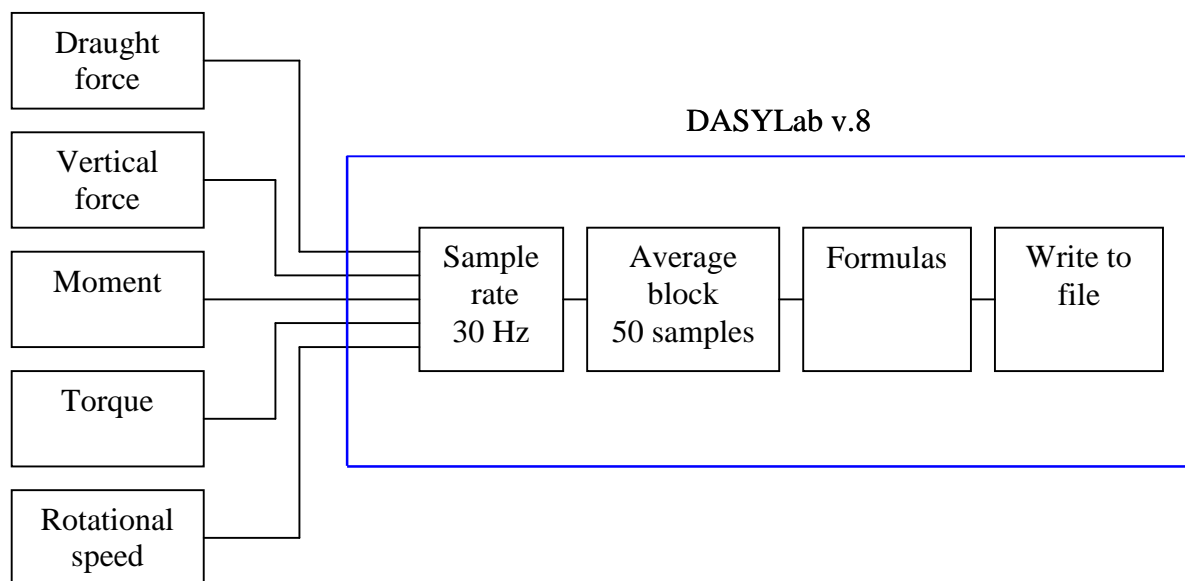 Draught
force
Vertical
force
Moment
Torque
Rotational
speed
DASYLab v.8
Sample
rate
30 Hz
Average
block
50 samples
Formulas
Write to
file